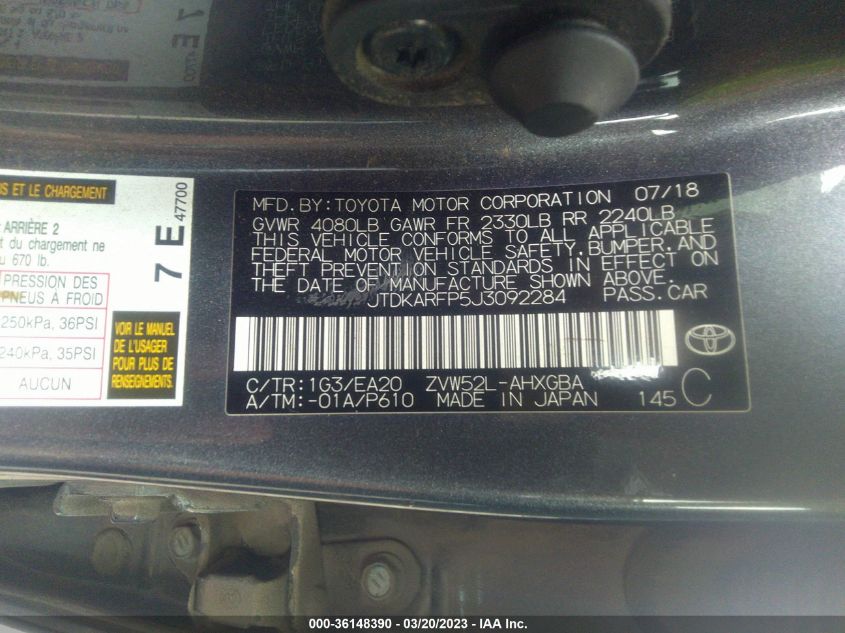 IS ET LE CHARGEMENT
ARRIÈRE 2
t du chargement ne
u 670 lb.
PRESSION DES
PNEUS À FROID
250kPa, 36PSI
240kPa, 35PSI
AUCUN
VOIR LE MANUEL
DE L'USAGER
POUR PLUS DE
RENSEIGNEMENTS.
7 E 47700
MFD. BY: TOYOTA MOTOR CORPORATION 07/18
GVWR 4080LB GAWR FR 2330LB RR 2240LB
THIS VEHICLE CONFORMS TO ALL APPLICABLE
FEDERAL MOTOR VEHICLE SAFETY, BUMPER, AND
THEFT PREVENTION STANDARDS IN EFFECT ON
THE DATE OF MANUFACTURE SHOWN ABOVE.
JTDKARFP5J3092284 PASS. CAR
C/TR: 1G3/EA20 ZVW52L-AHXGBA
A/TM: -01A/P610 MADE IN JAPAN 145 C
000-36148390 - 03/20/2023 - IAA Inc.